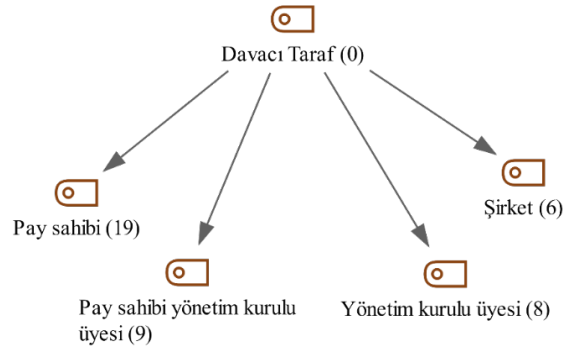 Davacı Taraf (0)
Pay sahibi (19)
Şirket (6)
Pay sahibi yönetim kurulu
üyesi (9)
Yönetim kurulu üyesi (8)